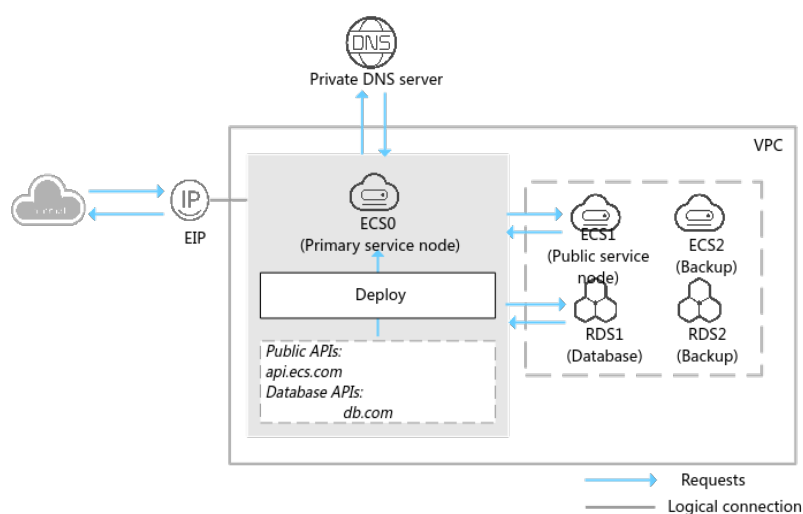 DNS
Private DNS server
VPC
IP
EIP
ECS0
(Primary service node)
Deploy
Public APIs:
api.ecs.com
Database APIs:
db.com
ECS1
(Public service
node)
ECS2
(Backup)
RDS1
(Database)
RDS2
(Backup)
Requests
Logical connection